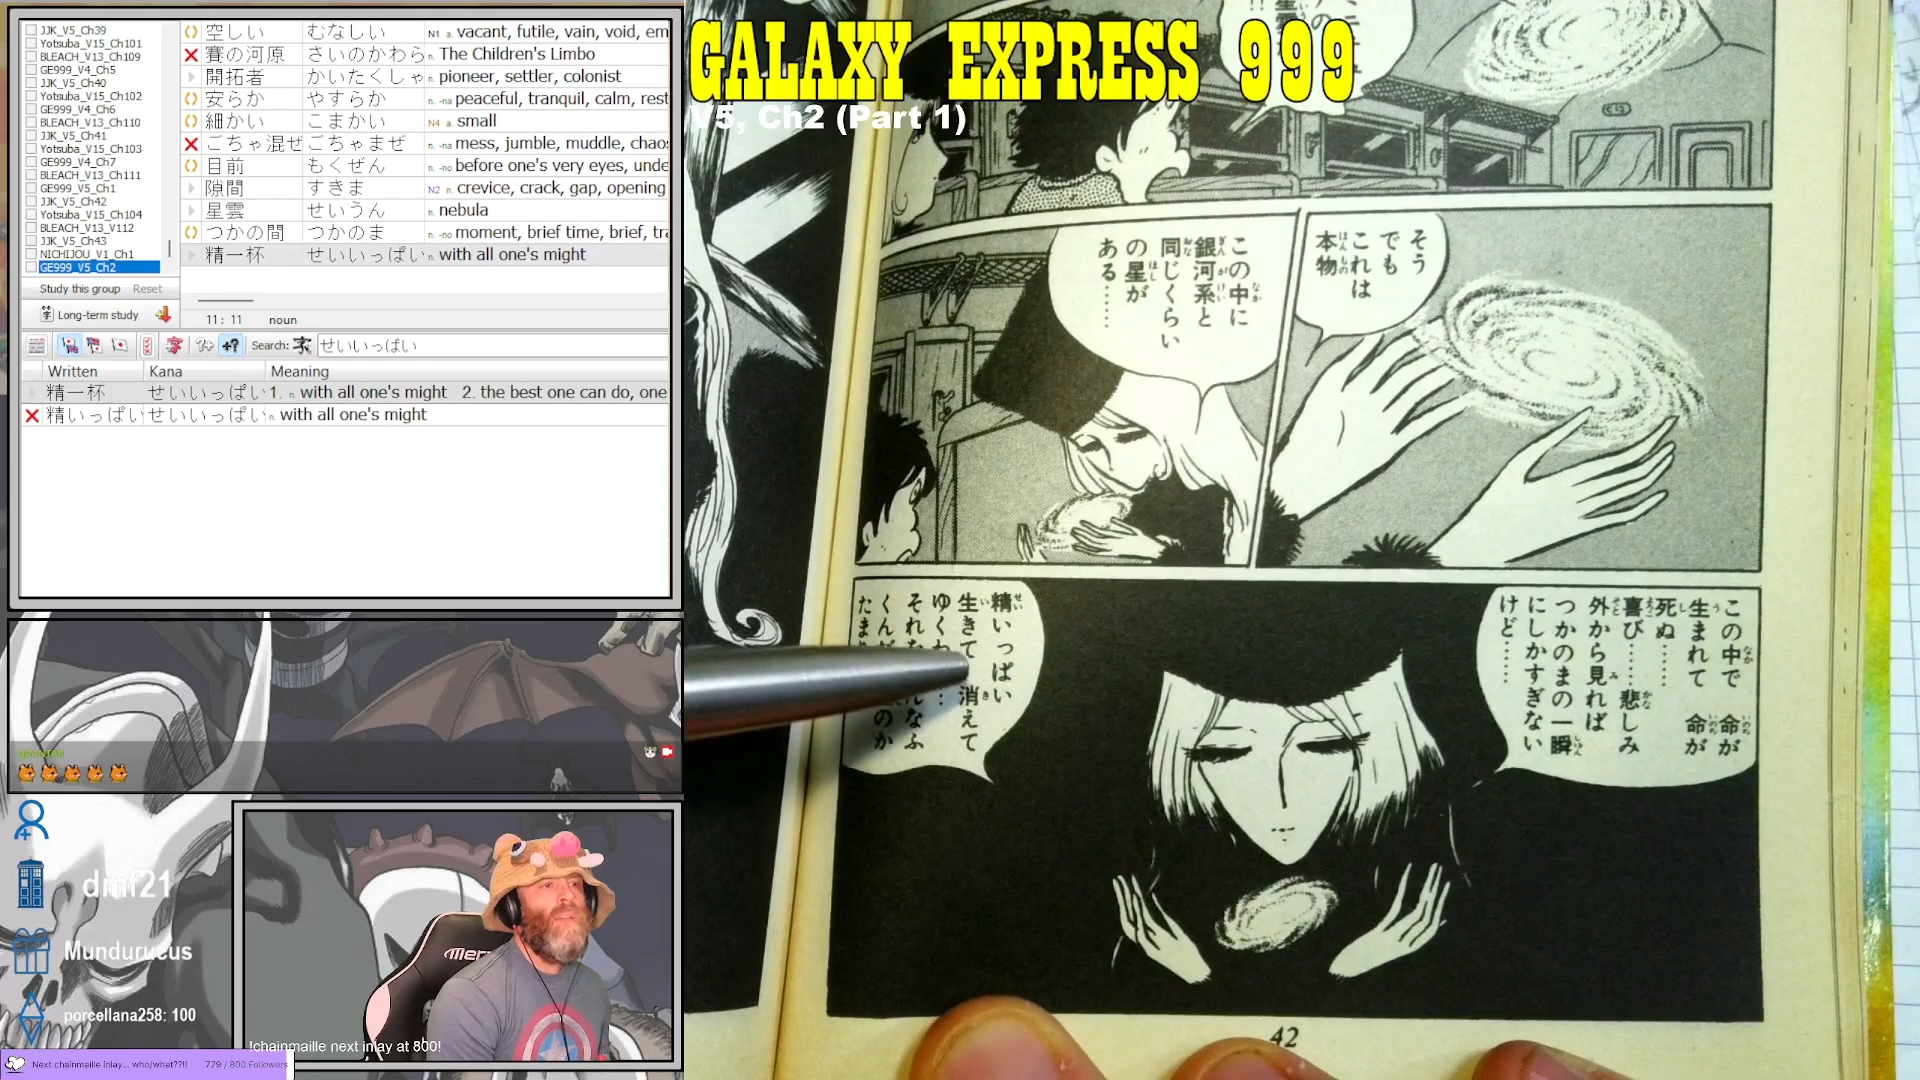 JJK_V5_Ch39
Yotsuba_V15_Ch101
BLEACH_V13_Ch109
GE999_V4_Ch5
JJK_V5_Ch40
Yotsuba_V15_Ch102
GE999_V4_Ch6
BLEACH_V13_Ch110
JJK_V5_Ch41
Yotsuba_V15_Ch103
GE999_V4_Ch7
BLEACH_V13_Ch111
GE999_V5_Ch1
JJK_V5_Ch42
Yotsuba_V15_Ch104
BLEACH_V13_V112
JJK_V5_Ch43
NICHIJOU_V1_Ch1
GE999_V5_Ch2
Study this group Reset
Long-term study
空しい むなしい N1 a. vacant, futile, vain, void, em
賽の河原 さいのかわら n. The Children's Limbo
開拓者 かいたくしゃ n. pioneer, settler, colonist
安らか やすらか n. -na peaceful, tranquil, calm, rest
細かい こまかい N4 a. small
ごちゃ混ぜ ごちゃまぜ n. -na mess, jumble, muddle, chao
目前 もくぜん n. -no before one's very eyes, unde
隙間 すきま N2 n. crevice, crack, gap, opening
星雲 せいうん n. nebula
つかの間 つかのま n. -no moment, brief time, brief, tra
精一杯 せいいっぱい n. with all one's might
11: 11 noun
Search: せいいっぱい
Written Kana Meaning
精一杯 せいいっぱい 1. n. with all one's might 2. the best one can do, one
精いっぱい せいいっぱい n. with all one's might
GALAXY EXPRESS 999
V5, Ch2 (Part 1)
そう
でも
これは
本物
この中に
銀河系と
同じくらい
の星が
ある……
この中で 命が
生まれて 命が
死ぬ……
喜び……悲しみ
外から見れば
つかのまの一瞬
にしかすぎない
けど……
精いっぱい
生きて 消えて
42
dmf21
Mundurucus
porcellana258: 100
!chainmaille next inlay at 800!
Next chainmaille inlay... who/what??!! 779 / 800 Followers